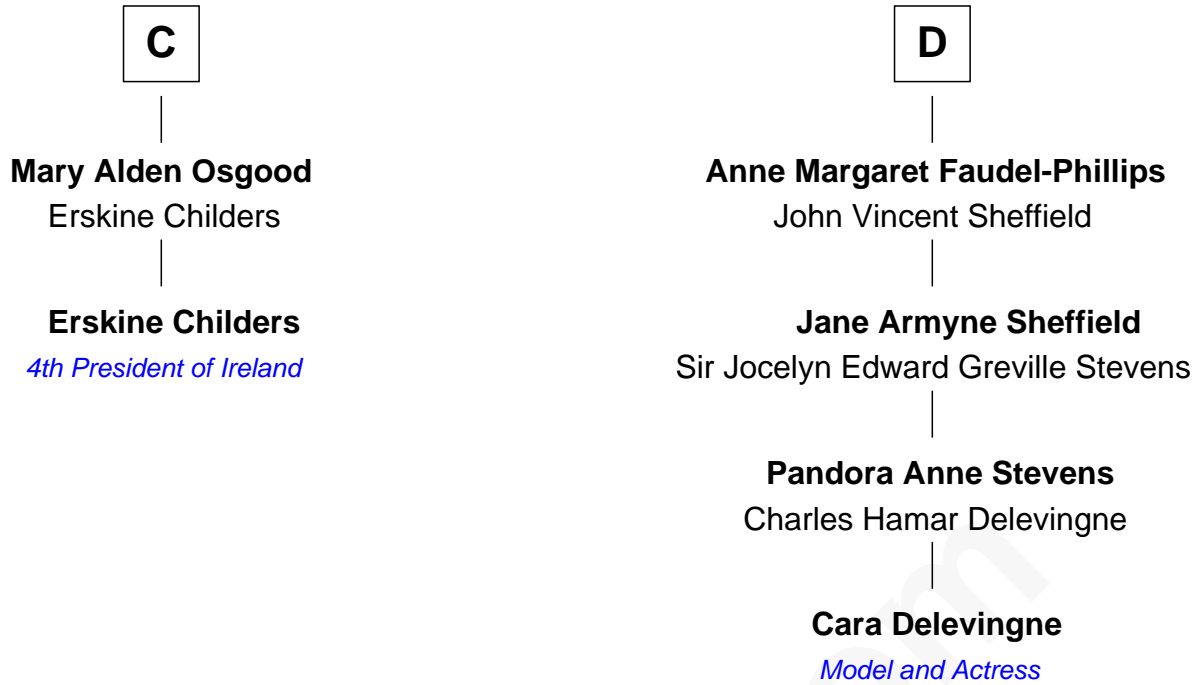 C
Mary Alden Osgood
Erskine Childers
Erskine Childers
4th President of Ireland
D
Anne Margaret Faudel-Phillips
John Vincent Sheffield
Jane Armyne Sheffield
Sir Jocelyn Edward Greville Stevens
Pandora Anne Stevens
Charles Hamar Delevingne
Cara Delevingne
Model and Actress